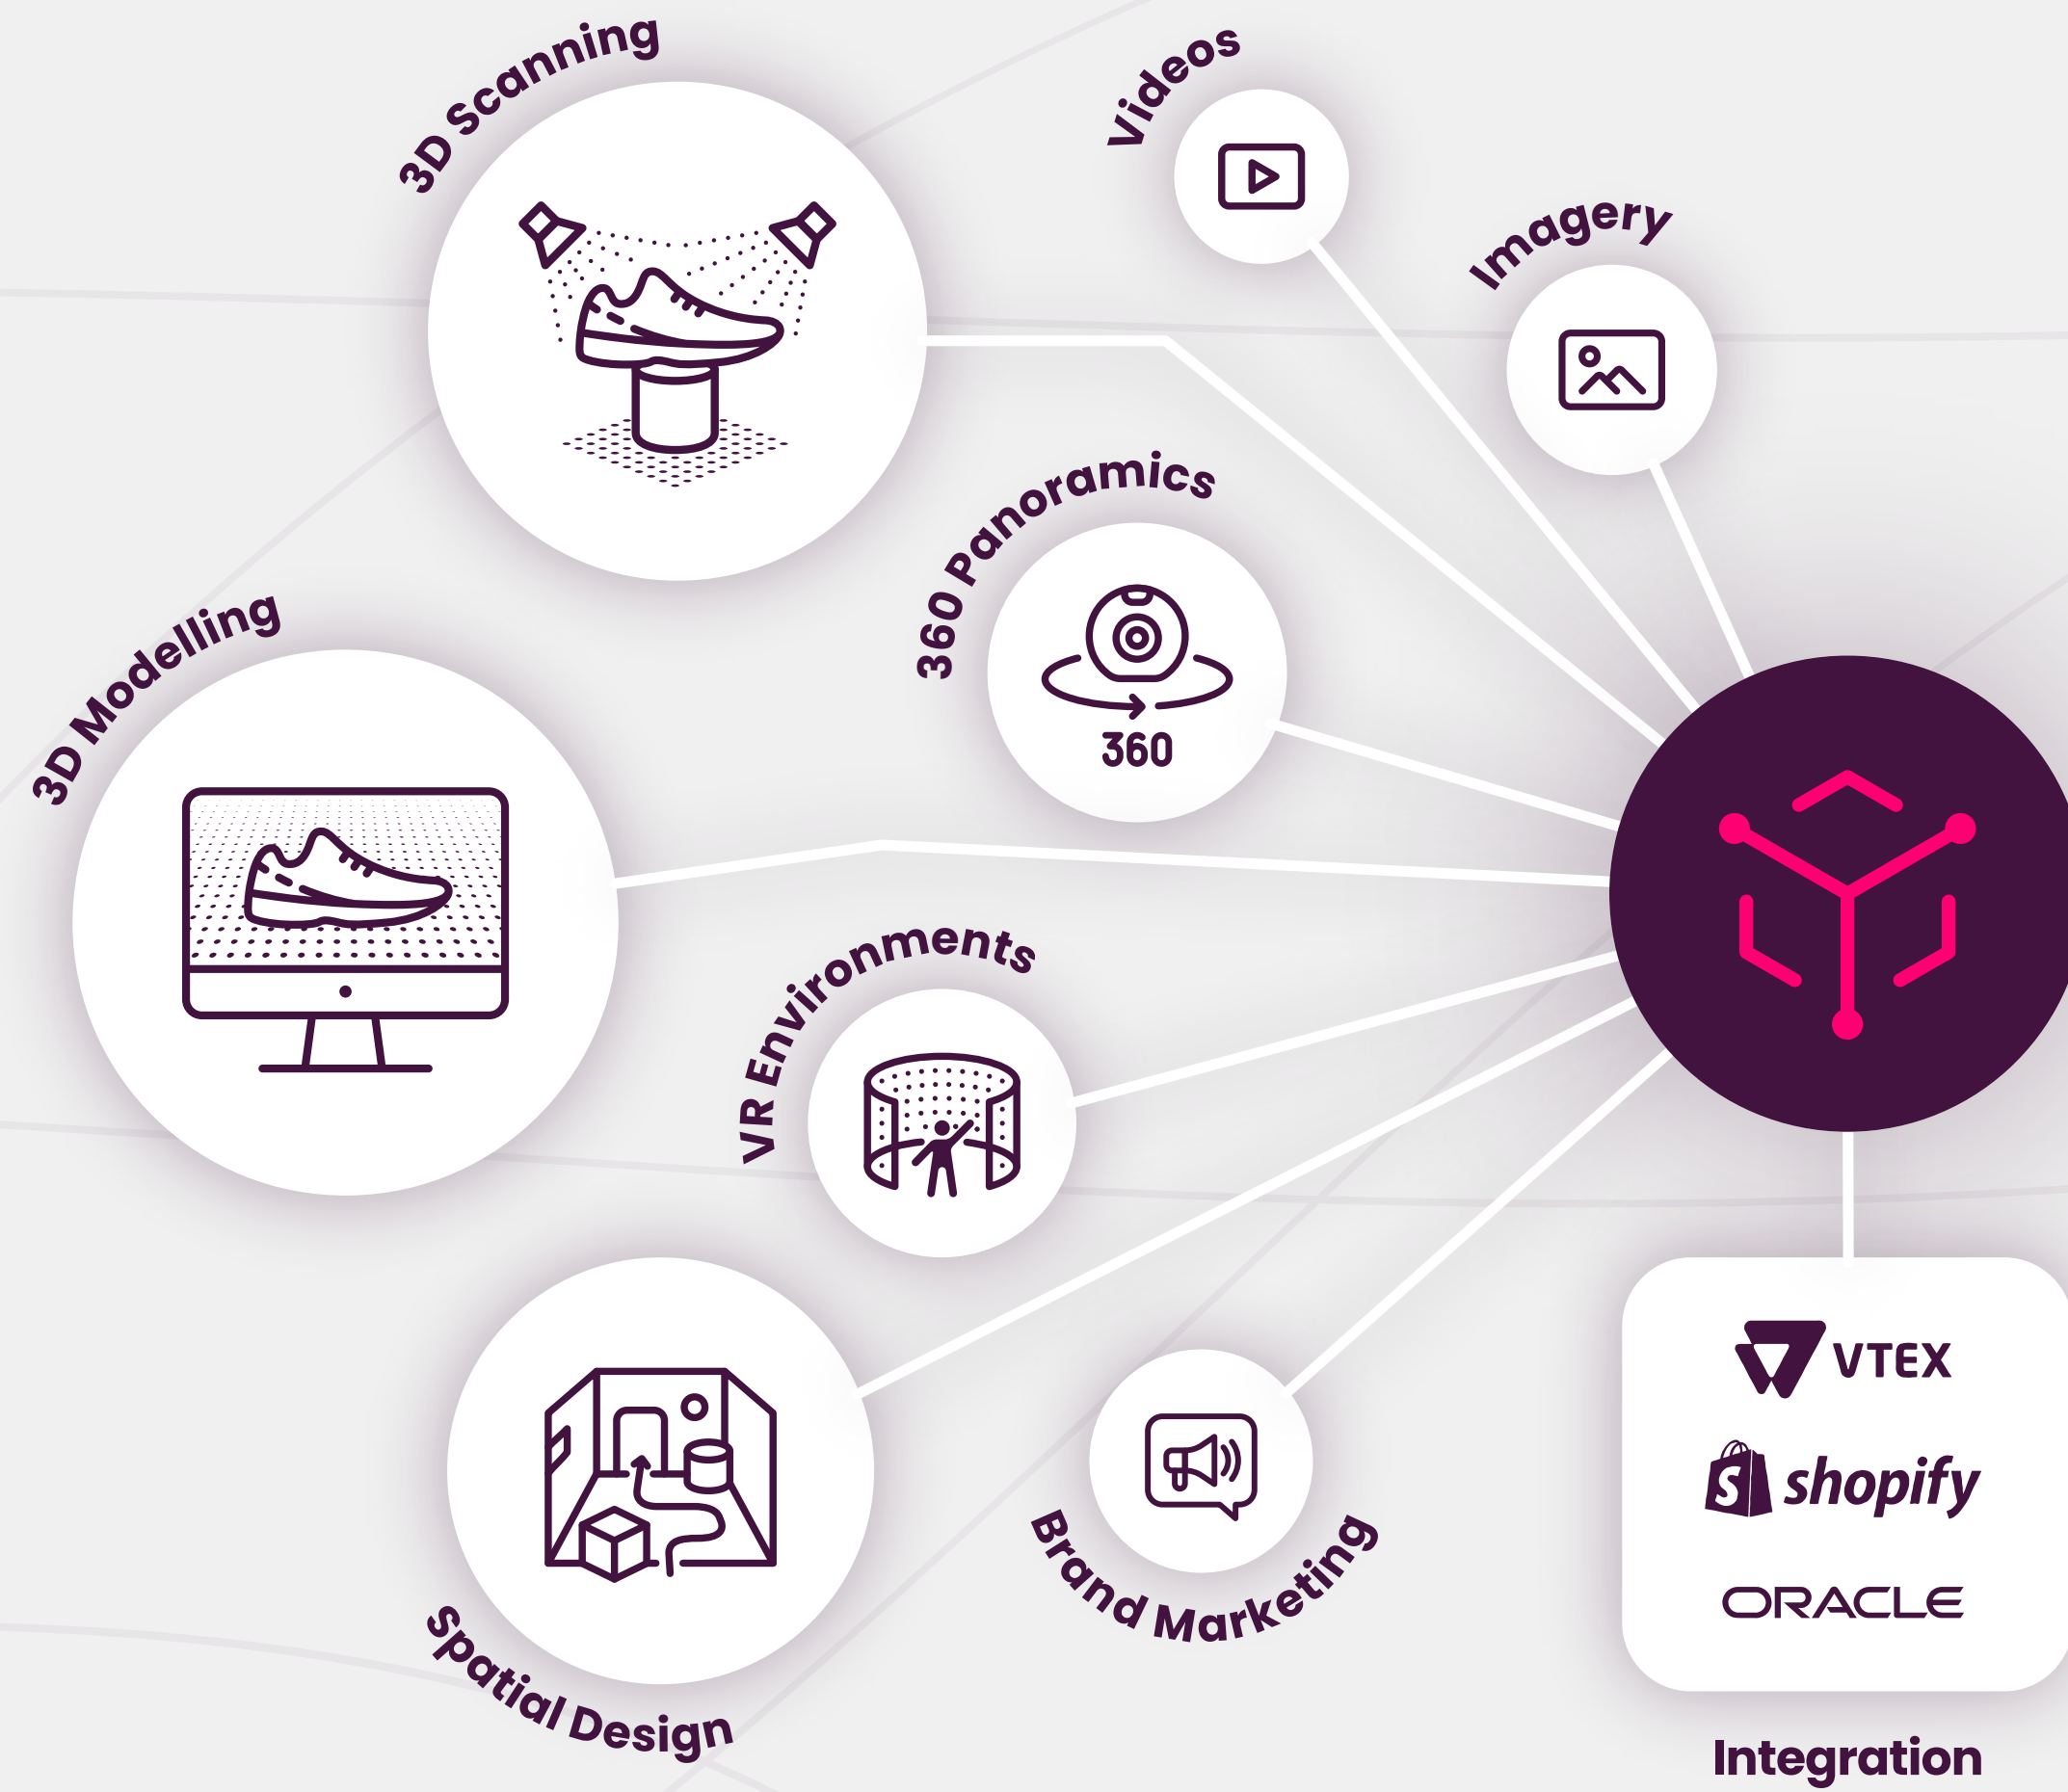 3D Scanning
Videos
Imagery
360 Panoramics
360
3D Modelling
VR Environments
Spatial Design
Brand Marketing
VTEX
shopify
ORACLE
Integration